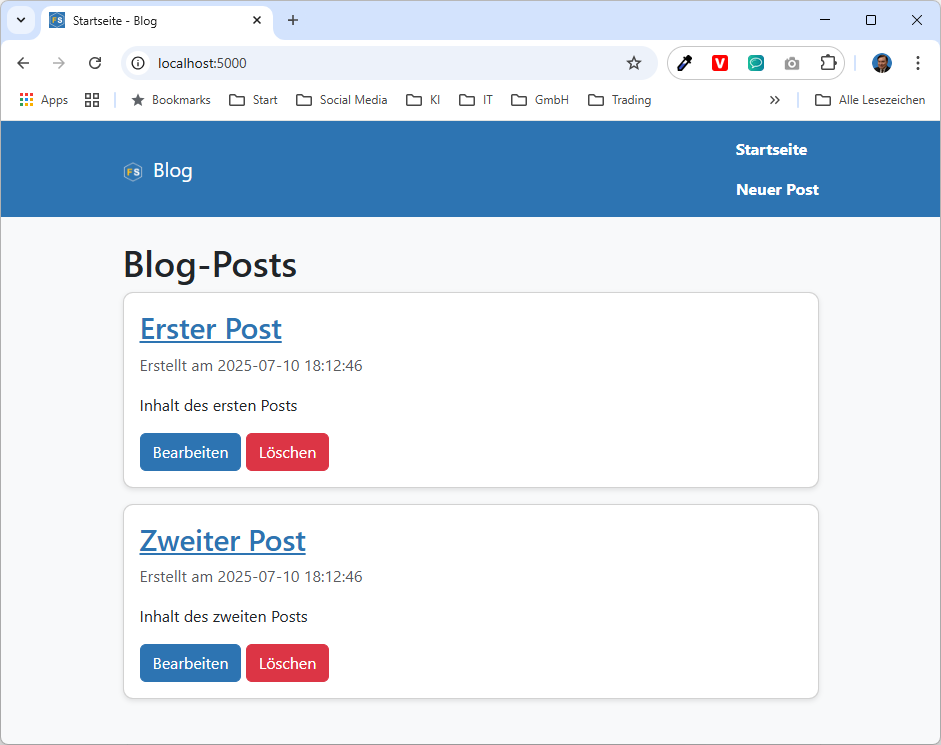 FS Startseite - Blog
localhost:5000
V
Apps Bookmarks Start Social Media KI IT GmbH Trading Alle Lesezeichen
FS Blog
Startseite
Neuer Post
Blog-Posts
Erster Post
Erstellt am 2025-07-10 18:12:46
Inhalt des ersten Posts
Bearbeiten Löschen
Zweiter Post
Erstellt am 2025-07-10 18:12:46
Inhalt des zweiten Posts
Bearbeiten Löschen